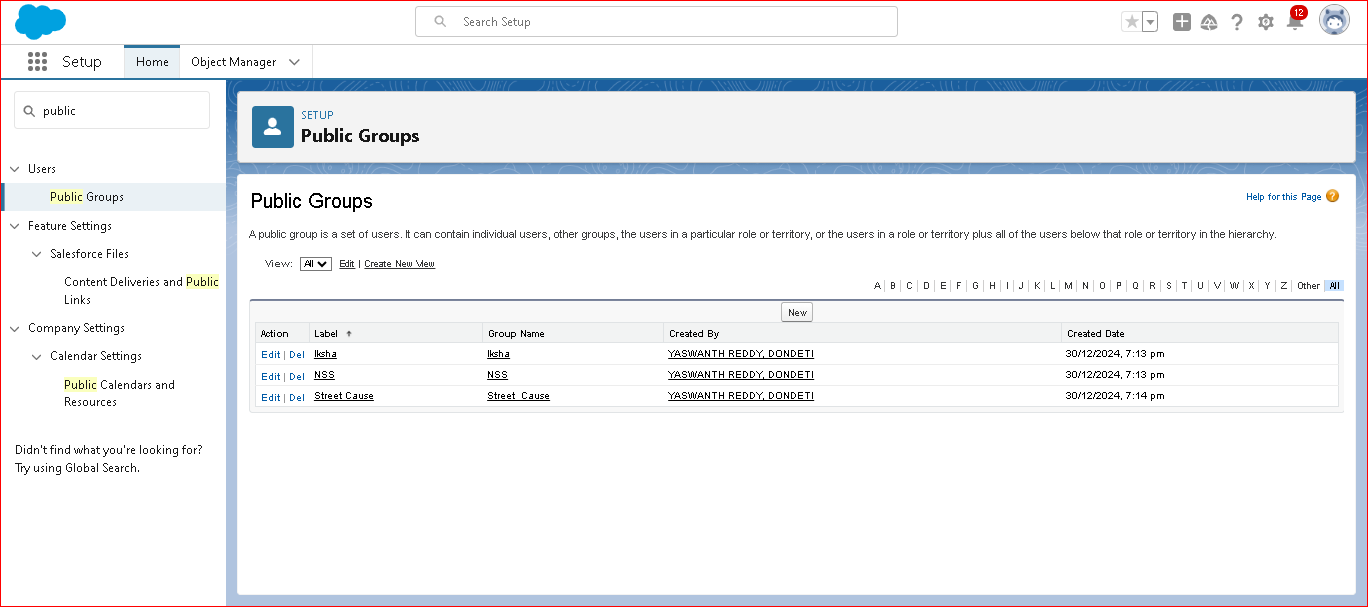 Search Setup
12
Setup
Home
Object Manager
public
Users
Public Groups
Feature Settings
Salesforce Files
Content Deliveries and Public
Links
Company Settings
Calendar Settings
Public Calendars and
Resources
Didn't find what you're looking for?
Try using Global Search.
SETUP
Public Groups
Public Groups
Help for this Page ?
A public group is a set of users. It can contain individual users, other groups, the users in a particular role or territory, or the users in a role or territory plus all of the users below that role or territory in the hierarchy.
View: All Edit | Create New View
A | B | C | D | E | F | G | H | I | J | K | L | M | N | O | P | Q | R | S | T | U | V | W | X | Y | Z | Other | All
New
Action Label Group Name Created By Created Date
Edit | Del Iksha Iksha YASWANTH REDDY, DONDETI 30/12/2024, 7:13 pm
Edit | Del NSS NSS YASWANTH REDDY, DONDETI 30/12/2024, 7:13 pm
Edit | Del Street Cause Street_Cause YASWANTH REDDY, DONDETI 30/12/2024, 7:14 pm